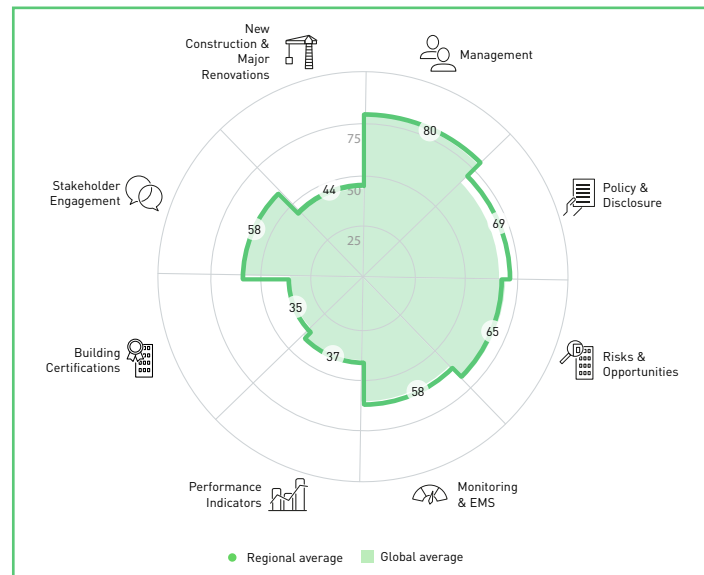 New
Construction &
Major
Renovations
Management
80
75
Policy &
Disclosure
Stakeholder
Engagement
44
50
69
58
25
35
65
Building
Certifications
Risks &
Opportunities
37
58
Performance
Indicators
Monitoring
& EMS
Regional average
Global average